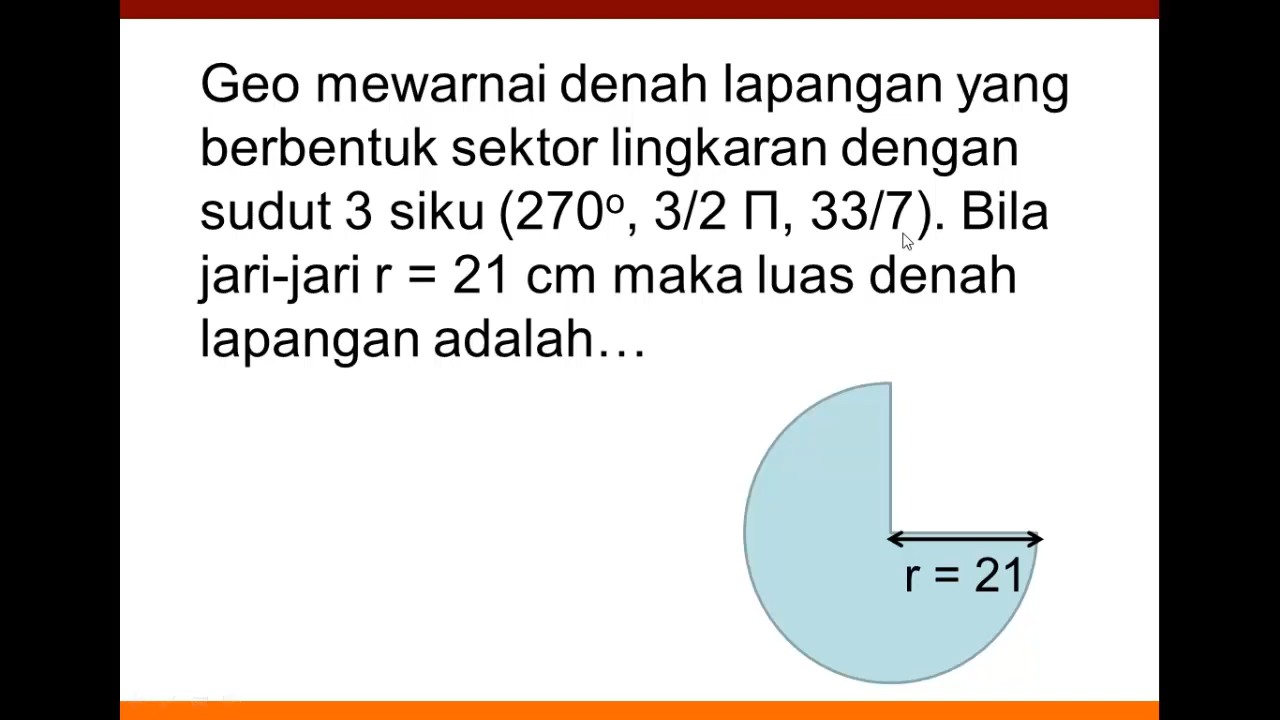 Geo mewarnai denah lapangan yang
berbentuk sektor lingkaran dengan
sudut 3 siku (270º, 3/2 Π, 33/7). Bila
jari-jari r = 21 cm maka luas denah
lapangan adalah…
r = 21